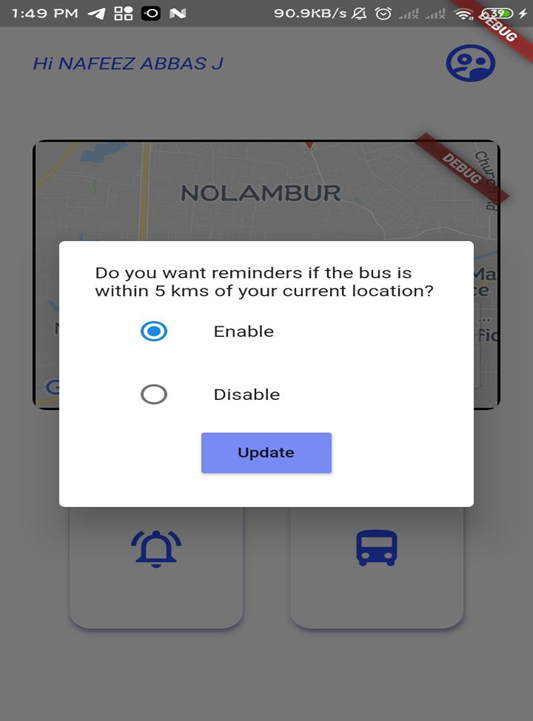 1:49 PM
90.9KB/s
39
DEBUG
Hi NAFEEZ ABBAS J
DEBUG
NOLAMBUR
Do you want reminders if the bus is
within 5 kms of your current location?
Enable
Disable
Update